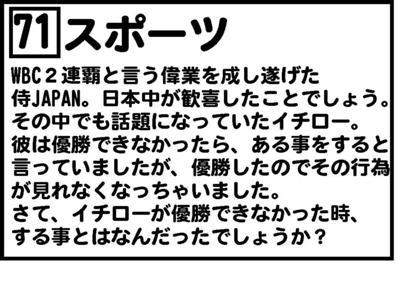 71スポーツ
WBC２連覇と言う偉業を成し遂げた
侍JAPAN。日本中が歓喜したことでしょう。
その中でも話題になっていたイチロー。
彼は優勝できなかったら、ある事をすると
言っていましたが、優勝したのでその行為
が見れなくなっちゃいました。
さて、イチローが優勝できなかった時、
する事とはなんだったでしょうか？